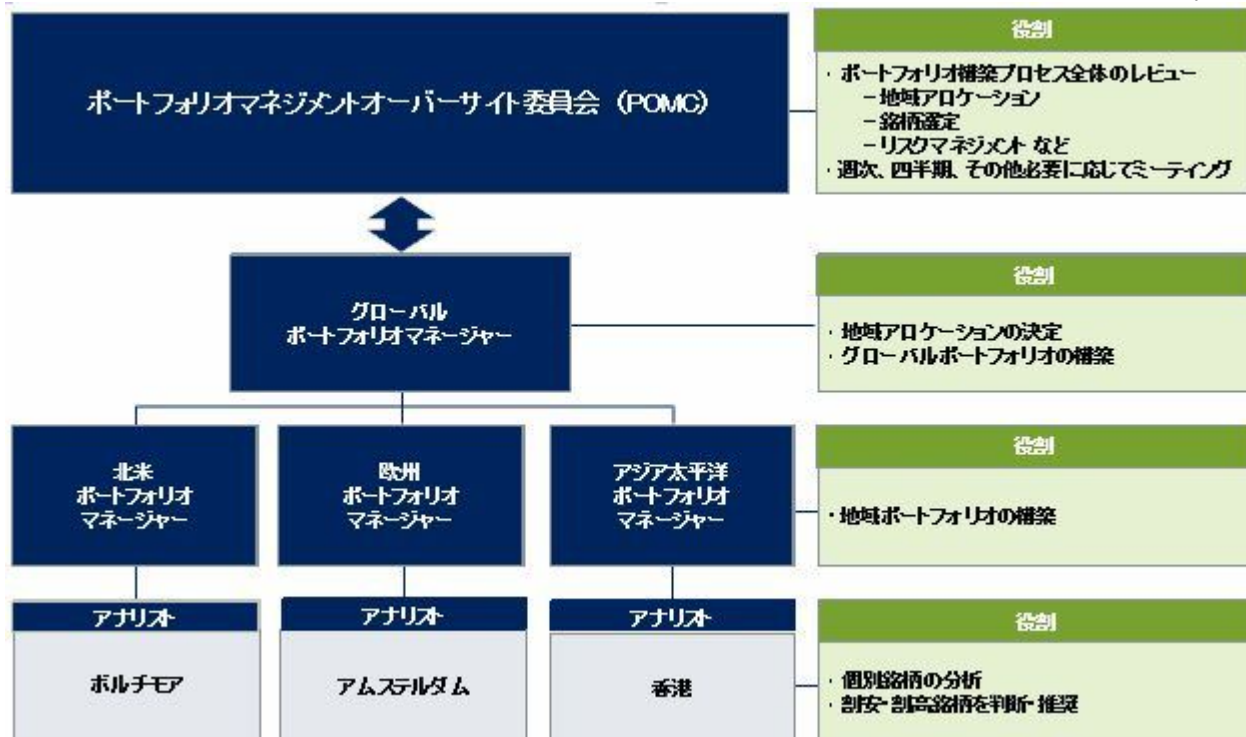 ポートフォリオマネジメントオーバーサイト委員会（POMC）
役割
・ポートフォリオ構築プロセス全体のレビュー
－地域アロケーション
－銘柄選定
－リスクマネジメント など
・週次、四半期、その他必要に応じてミーティング
グローバル
ポートフォリオマネージャー
役割
・地域アロケーションの決定
・グローバルポートフォリオの構築
北米
ポートフォリオ
マネージャー
欧州
ポートフォリオ
マネージャー
アジア太平洋
ポートフォリオ
マネージャー
役割
・地域ポートフォリオの構築
アナリスト
ボルチモア
アナリスト
アムステルダム
アナリスト
香港
役割
・個別銘柄の分析
・割安・割高銘柄を判断・推奨